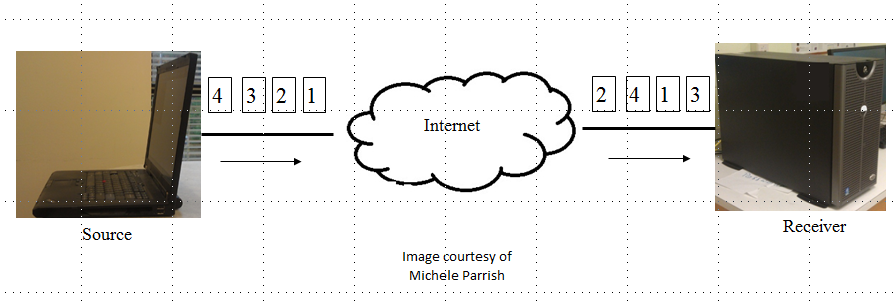 4 3 2 1
2 4 1 3
Internet
Source
Receiver
Image courtesy of
Michele Parrish